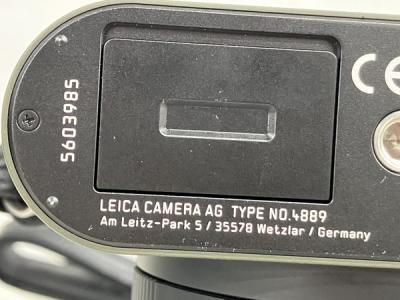 5603985
CE
LEICA CAMERA AG TYPE NO.4889
Am Leitz-Park 5 / 35578 Wetzlar / Germany